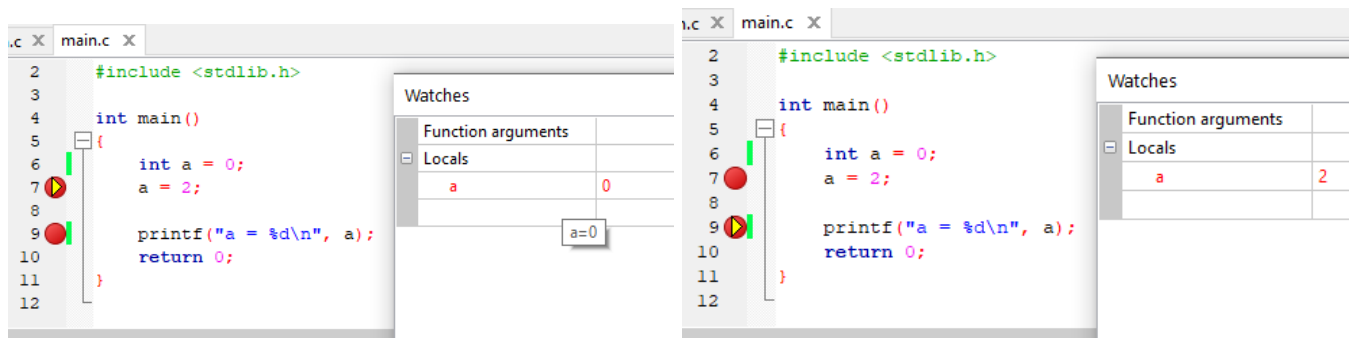 .c X main.c X
2 #include <stdlib.h>
3
4 int main()
5 {
6 int a = 0;
7 a = 2;
8
9 printf("a = %d\n", a);
10 return 0;
11 }
12
Watches
Function arguments
Locals
a 0
a=0
.c X main.c X
2 #include <stdlib.h>
3
4 int main()
5 {
6 int a = 0;
7 a = 2;
8
9 printf("a = %d\n", a);
10 return 0;
11 }
12
Watches
Function arguments
Locals
a 2